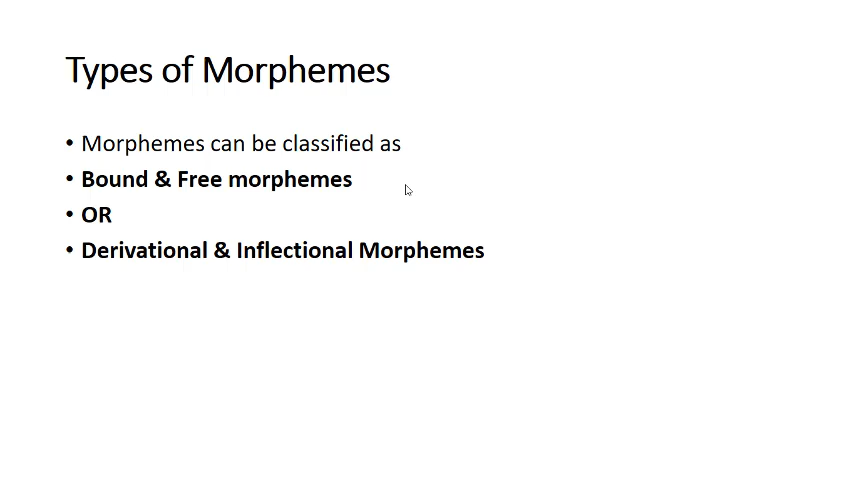 Types of Morphemes
• Morphemes can be classified as
• Bound & Free morphemes
• OR
• Derivational & Inflectional Morphemes